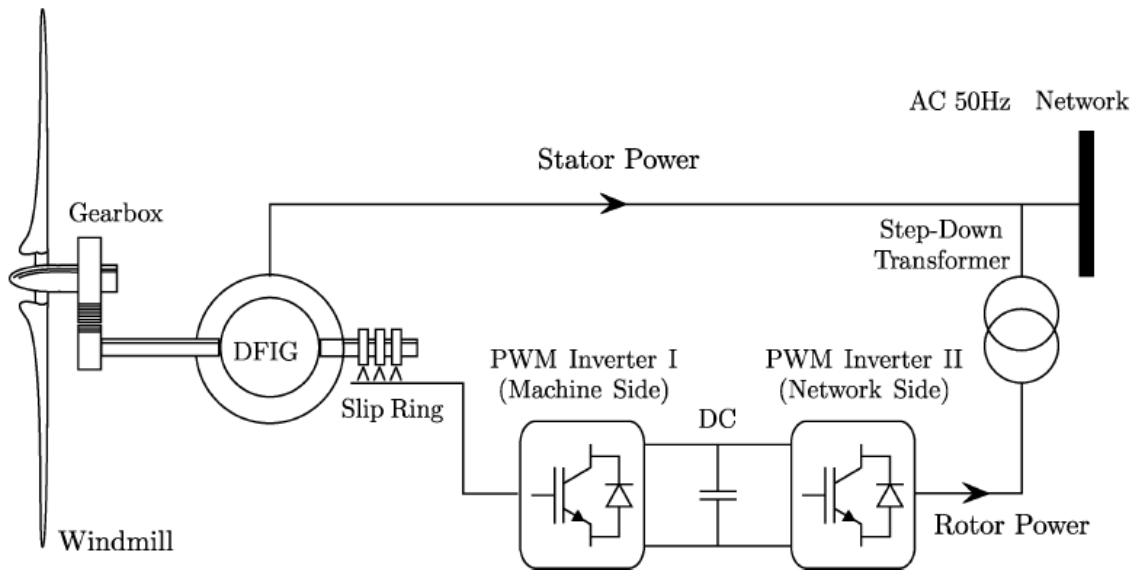 AC 50Hz Network
Stator Power
Gearbox
Step-Down
Transformer
DFIG
PWM Inverter I
(Machine Side)
PWM Inverter II
(Network Side)
Slip Ring
DC
Rotor Power
Windmill